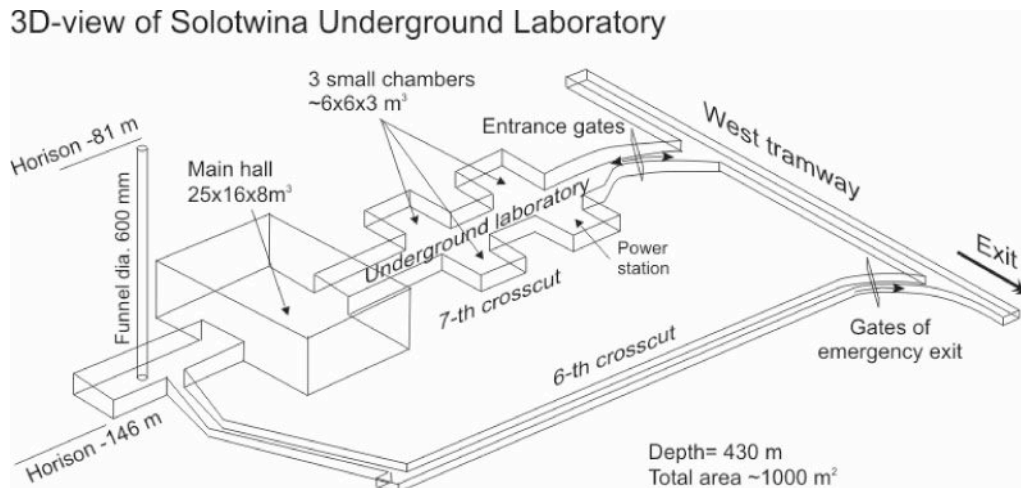 3D-view of Solotwina Underground Laboratory
3 small chambers
~6x6x3 m³
Horison -81 m
Main hall
25x16x8m³
Funnel dia. 600 mm
Entrance gates
West tramway
Underground laboratory
7-th crosscut
Power
station
Exit
Gates of
emergency exit
6-th crosscut
Horison -146 m
Depth= 430 m
Total area ~1000 m²